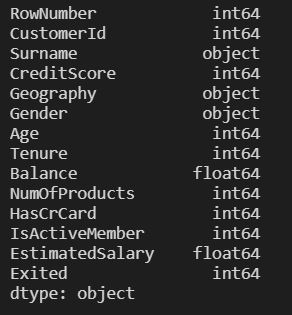 RowNumber int64
CustomerId int64
Surname object
CreditScore int64
Geography object
Gender object
Age int64
Tenure int64
Balance float64
NumOfProducts int64
HasCrCard int64
IsActiveMember int64
EstimatedSalary float64
Exited int64
dtype: object